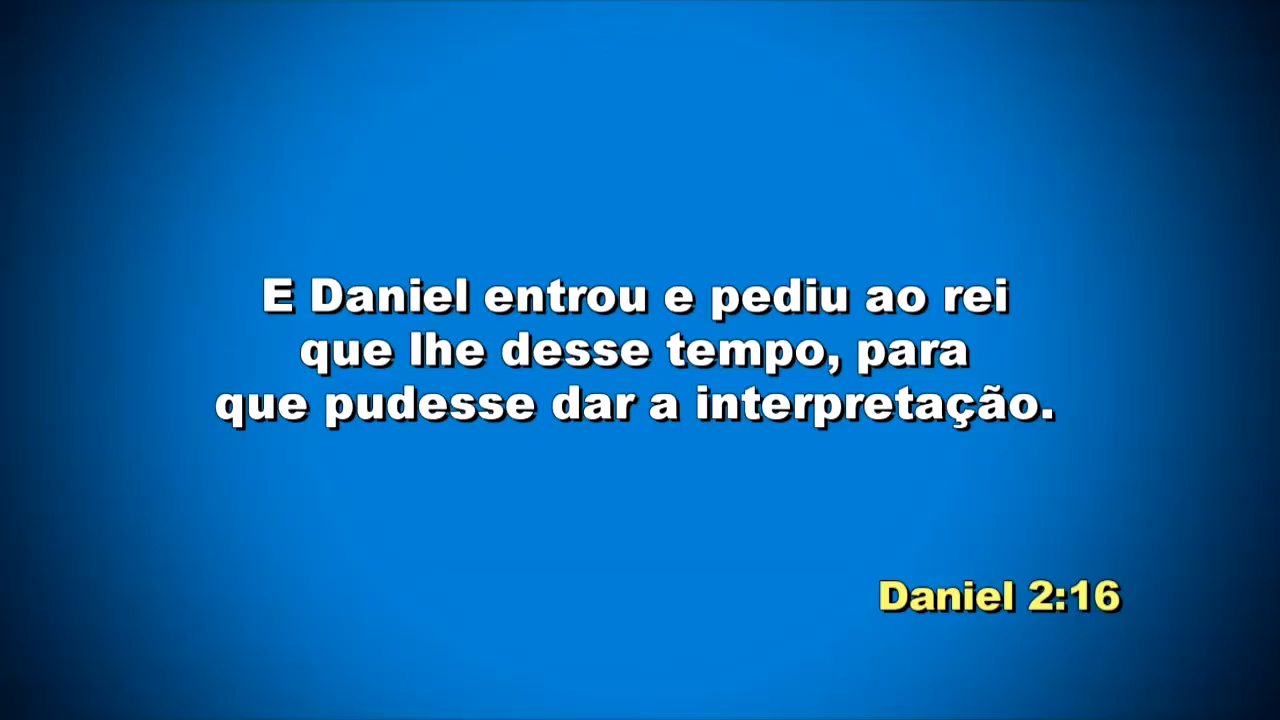 E Daniel entrou e pediu ao rei
que lhe desse tempo, para
que pudesse dar a interpretação.
Daniel 2:16